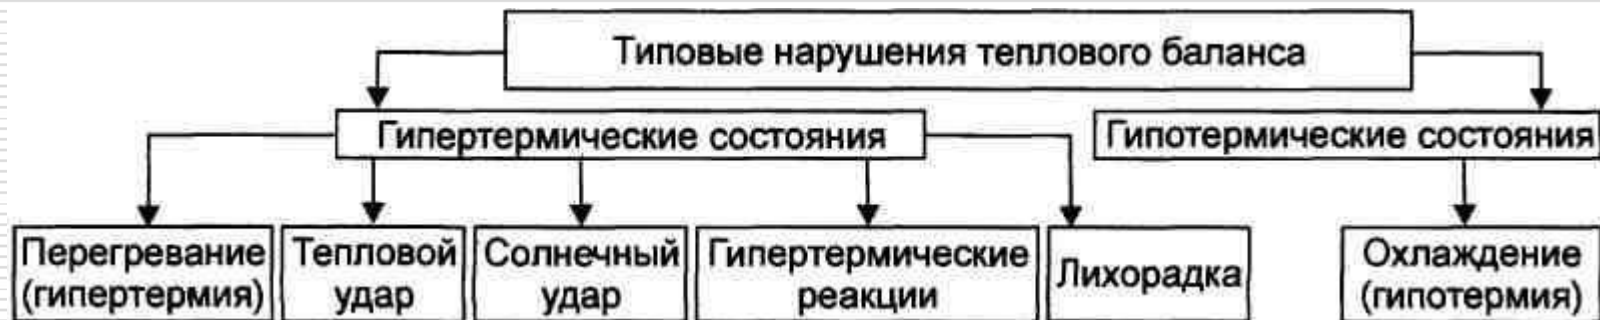 Типовые нарушения теплового баланса
Гипертермические состояния
Гипотермические состояния
Перегревание
(гипертермия)
Тепловой
удар
Солнечный
удар
Гипертермические
реакции
Лихорадка
Охлаждение
(гипотермия)